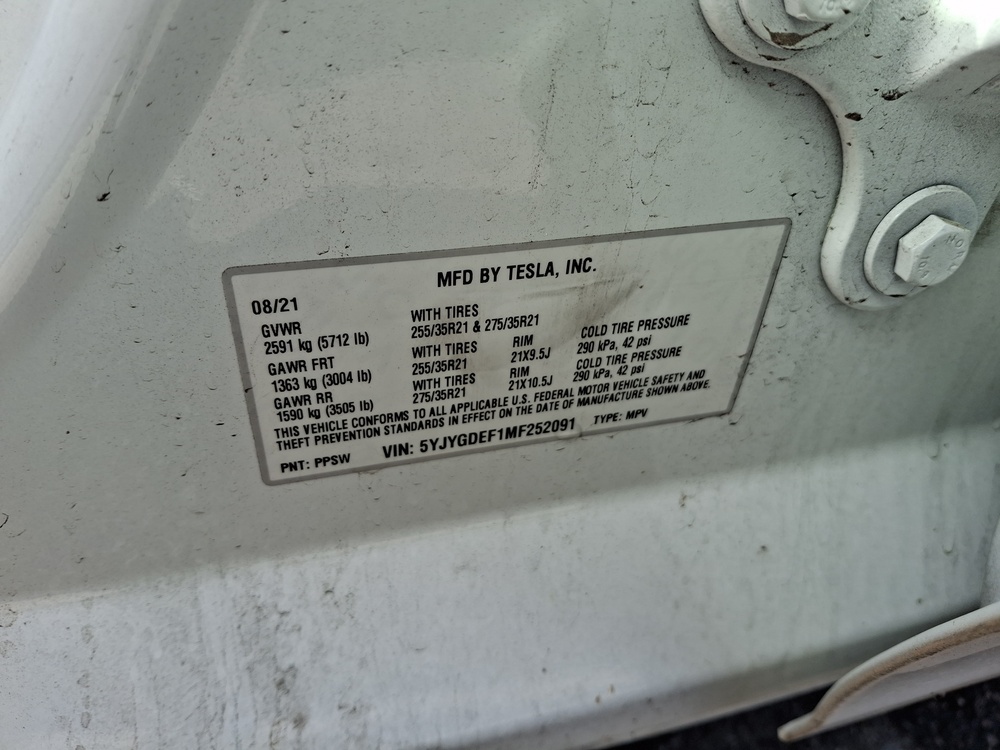 MFD BY TESLA, INC.
08/21
GVWR WITH TIRES
2591 kg (5712 lb) 255/35R21 & 275/35R21
GAWR FRT WITH TIRES RIM COLD TIRE PRESSURE
1363 kg (3004 lb) 255/35R21 21X9.5J 290 kPa, 42 psi
GAWR RR WITH TIRES RIM COLD TIRE PRESSURE
1590 kg (3505 lb) 275/35R21 21X10.5J 290 kPa, 42 psi
THIS VEHICLE CONFORMS TO ALL APPLICABLE U.S. FEDERAL MOTOR VEHICLE SAFETY AND
THEFT PREVENTION STANDARDS IN EFFECT ON THE DATE OF MANUFACTURE SHOWN ABOVE.
PNT: PPSW VIN: 5YJYGDEF1MF252091 TYPE: MPV